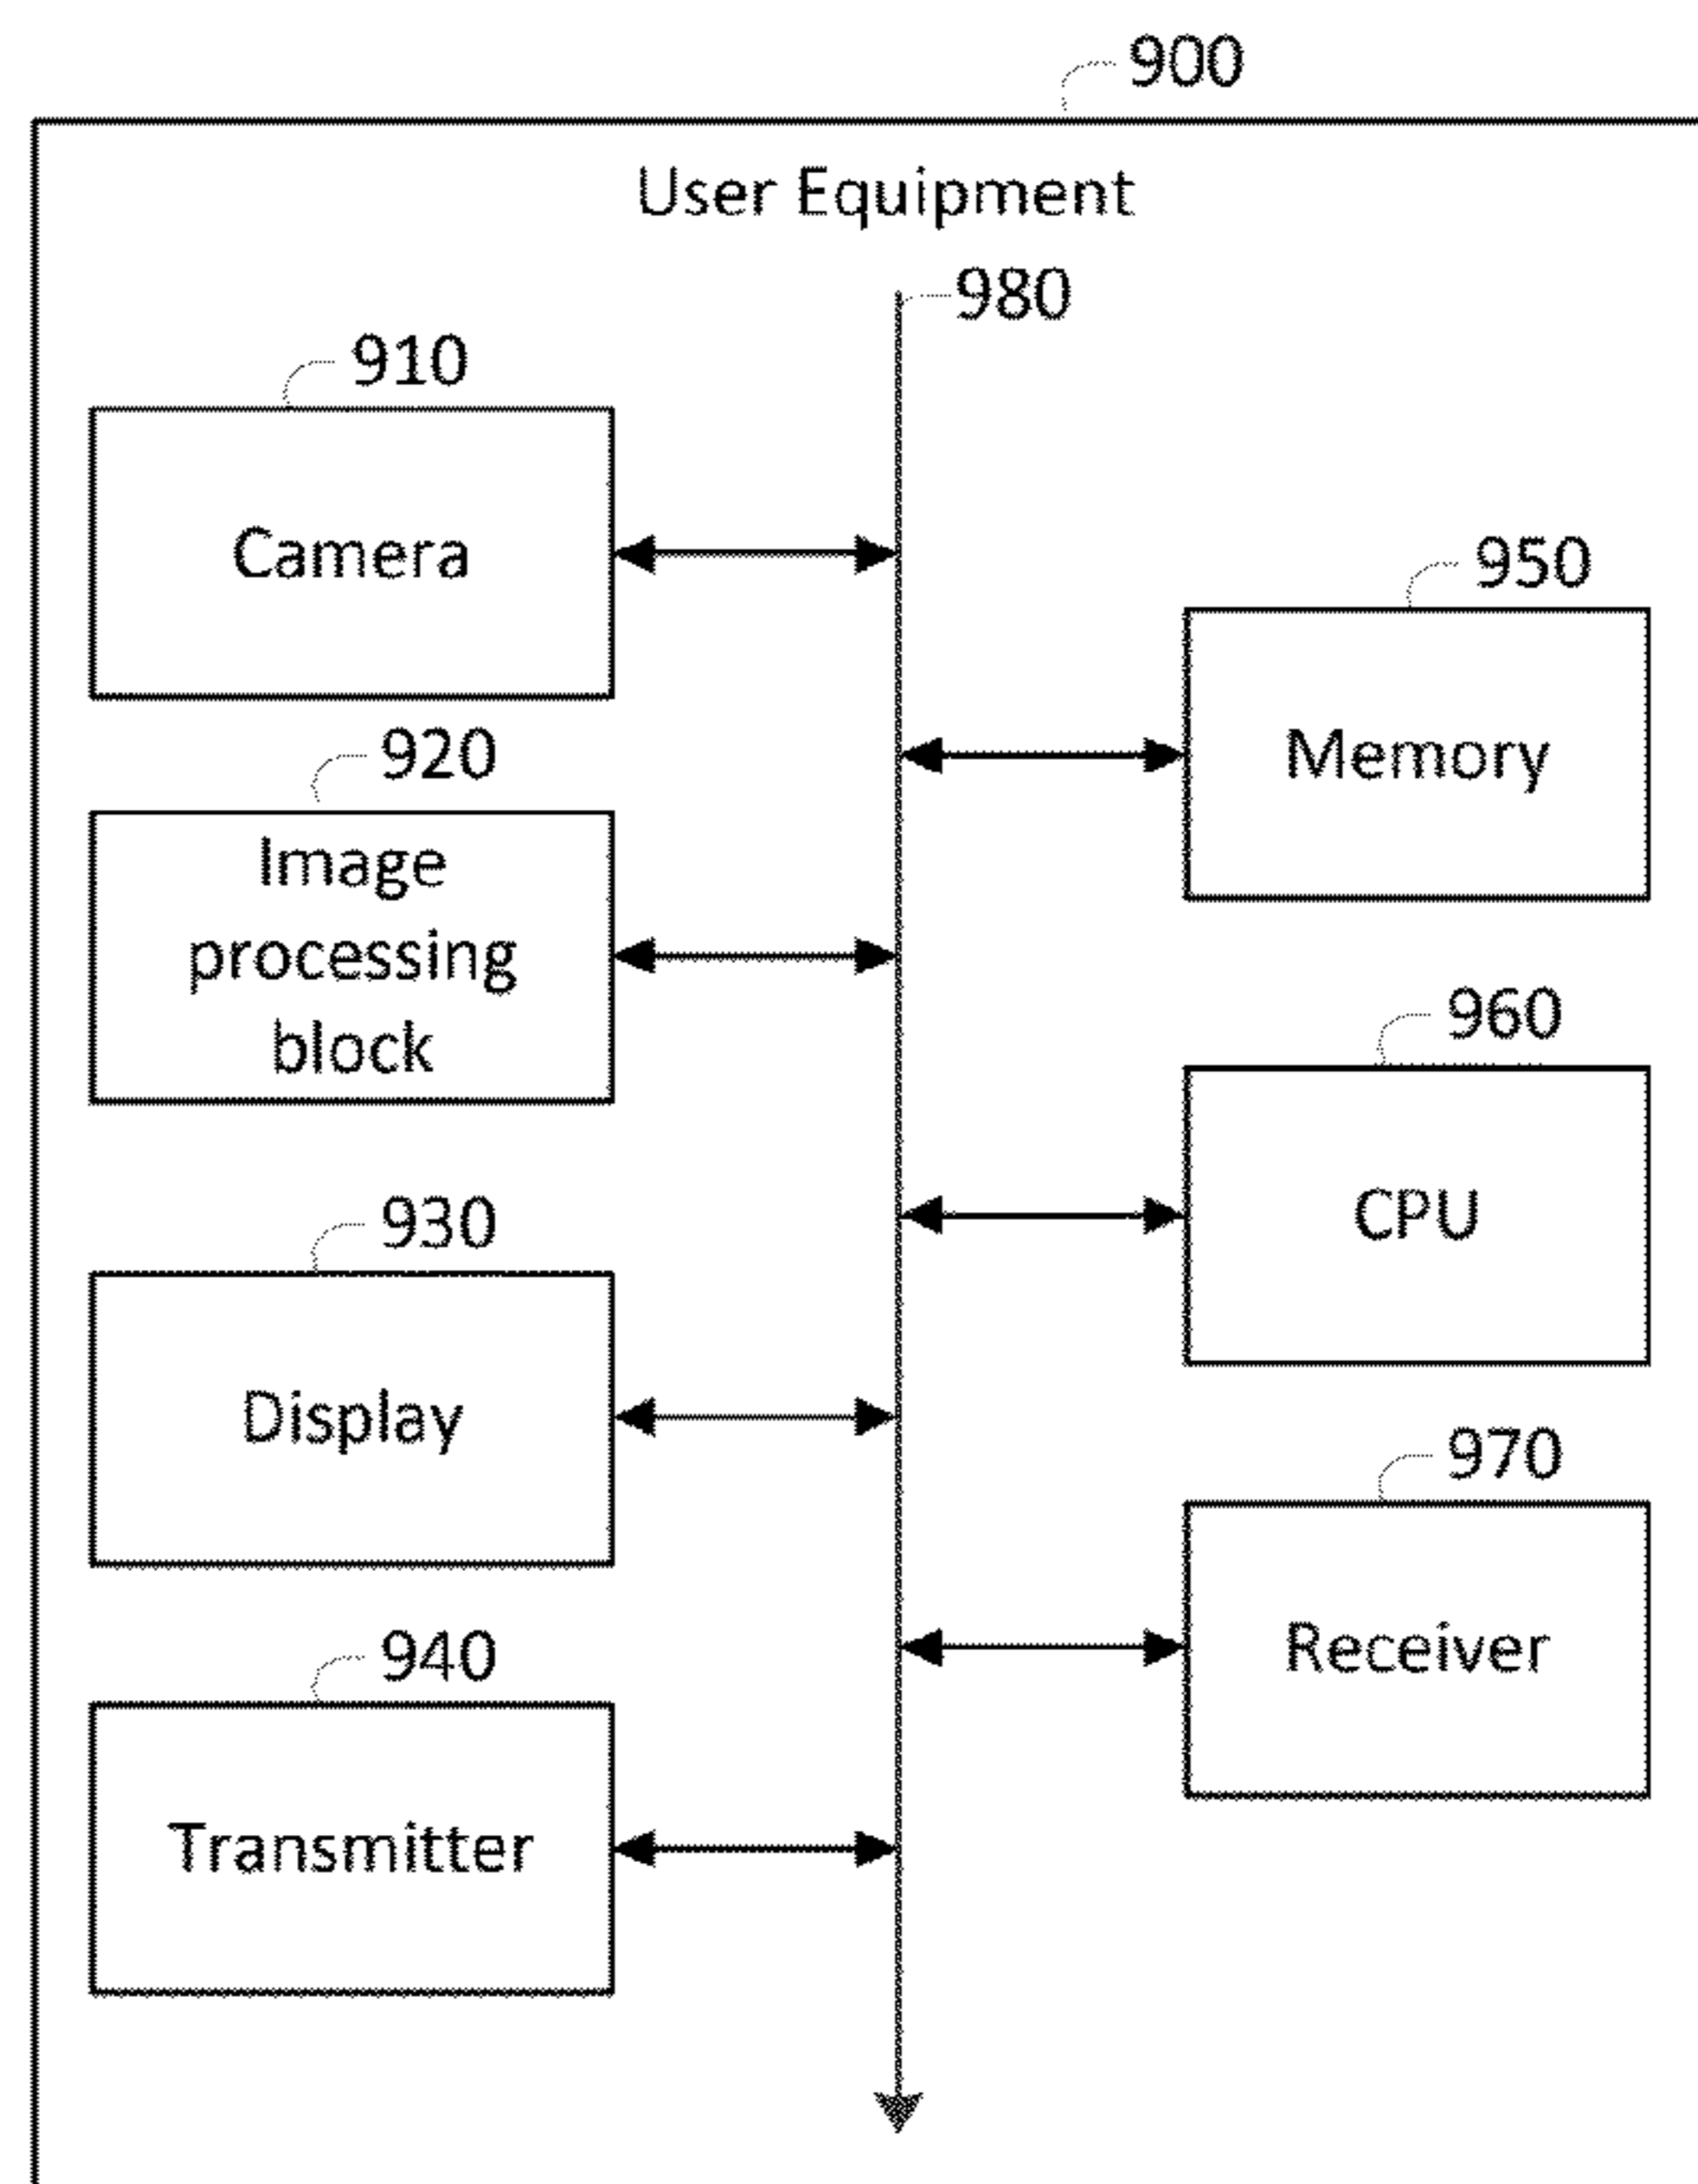 900
User Equipment
980
910
Camera
950
Memory
920
Image
processing
block
960
CPU
930
Display
970
Receiver
940
Transmitter